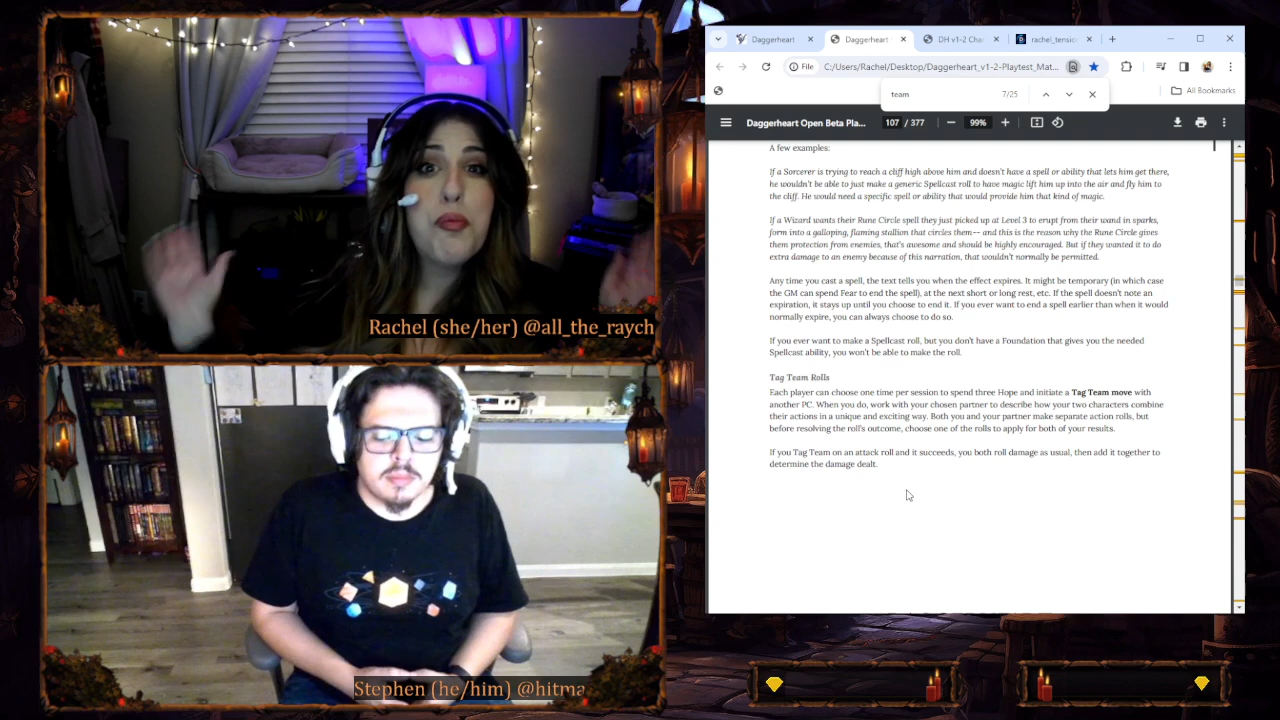 Rachel (she/her) @all_the_raych
Stephen (he/him) @hitma
Daggerheart
Daggerheart
DH v1-2 Cha
rachel_tensio
File
C:/Users/Rachel/Desktop/Daggerheart_v1-2-Playtest_Mat...
team
7/25
All Bookmarks
Daggerheart Open Beta Pla...
107 / 377
99%
A few examples:
If a Sorcerer is trying to reach a cliff high above him and doesn't have a spell or ability that lets him get there,
he wouldn't be able to just make a generic Spellcast roll to have magic lift him up into the air and fly him to
the cliff. He would need a specific spell or ability that would provide him that kind of magic.
If a Wizard wants their Rune Circle spell they just picked up at Level 3 to erupt from their wand in sparks,
form into a galloping, flaming stallion that circles them-- and this is the reason why the Rune Circle gives
them protection from enemies, that's awesome and should be highly encouraged. But if they wanted it to do
extra damage to an enemy because of this narration, that wouldn't normally be permitted.
Any time you cast a spell, the text tells you when the effect expires. It might be temporary (in which case
the GM can spend Fear to end the spell), at the next short or long rest, etc. If the spell doesn't note an
expiration, it stays up until you choose to end it. If you ever want to end a spell earlier than when it would
normally expire, you can always choose to do so.
If you ever want to make a Spellcast roll, but you don't have a Foundation that gives you the needed
Spellcast ability, you won't be able to make the roll.
Tag Team Rolls
Each player can choose one time per session to spend three Hope and initiate a Tag Team move with
another PC. When you do, work with your chosen partner to describe how your two characters combine
their actions in a unique and exciting way. Both you and your partner make separate action rolls, but
before resolving the roll's outcome, choose one of the rolls to apply for both of your results.
If you Tag Team on an attack roll and it succeeds, you both roll damage as usual, then add it together to
determine the damage dealt.